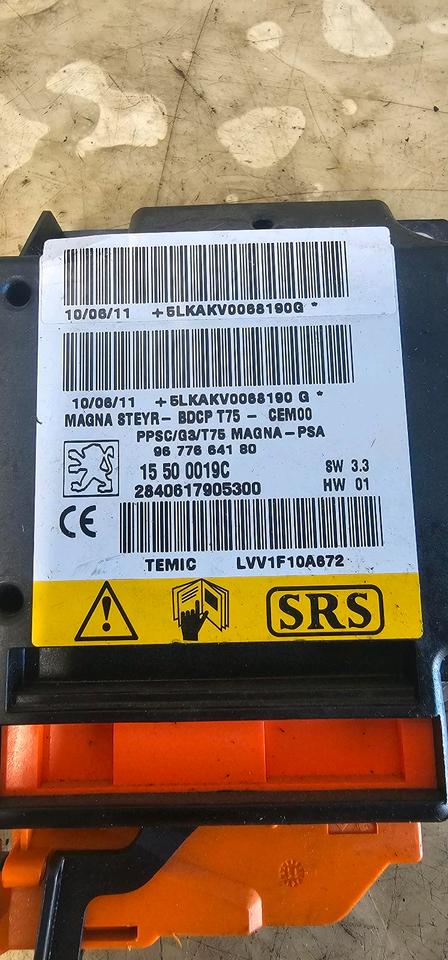 10/06/11 +5LKAKV0068190G *
10/06/11 +5LKAKV0068190 G *
MAGNA STEYR- BDCP T75 - CEM00
PPSC/G3/T75 MAGNA-PSA
96 776 641 80
15 50 0019C SW 3.3
2840617905300 HW 01
CE
TEMIC LVV1F10A672
SRS